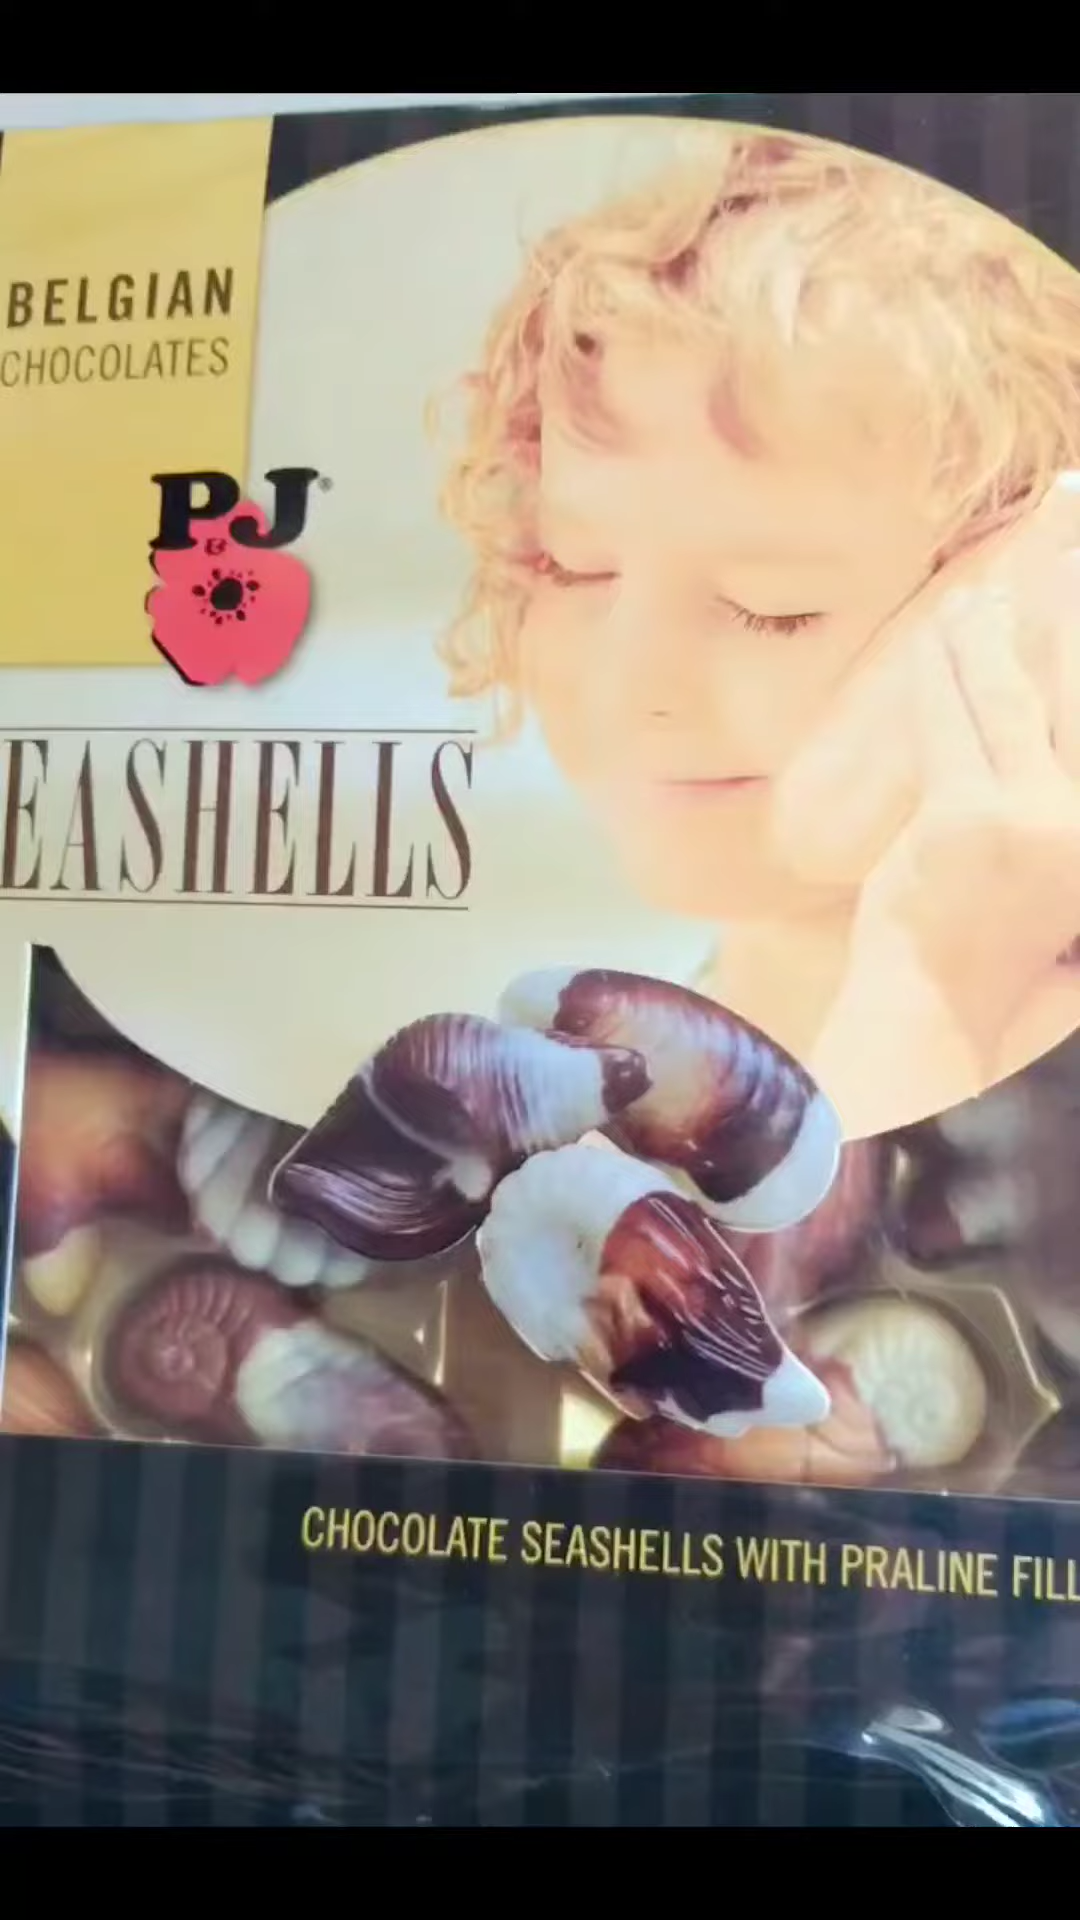 BELGIAN
CHOCOLATES
P&J®
EASHELLS
CHOCOLATE SEASHELLS WITH PRALINE FILL